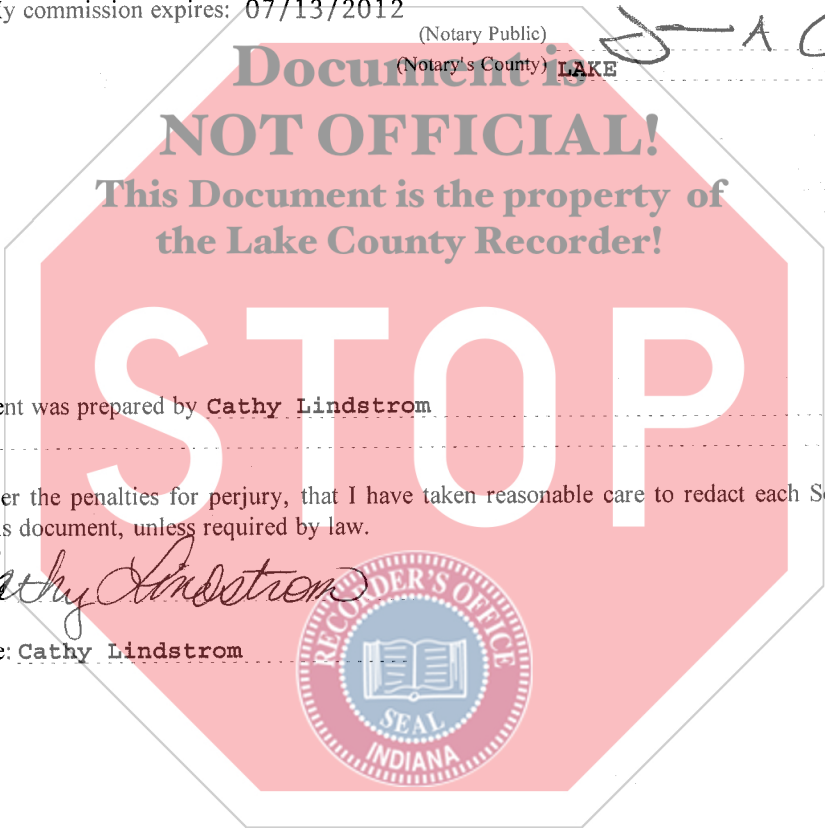 y commission expires: 07/13/2012
(Notary Public)
(Notary's County) LAKE
Document is
NOT OFFICIAL!
This Document is the property of
the Lake County Recorder!
STOP
ent was prepared by Cathy Lindstrom
er the penalties for perjury, that I have taken reasonable care to redact each S
s document, unless required by law.
athy Lindstrom
e: Cathy Lindstrom
RECORDER'S OFFICE
SEAL
INDIANA